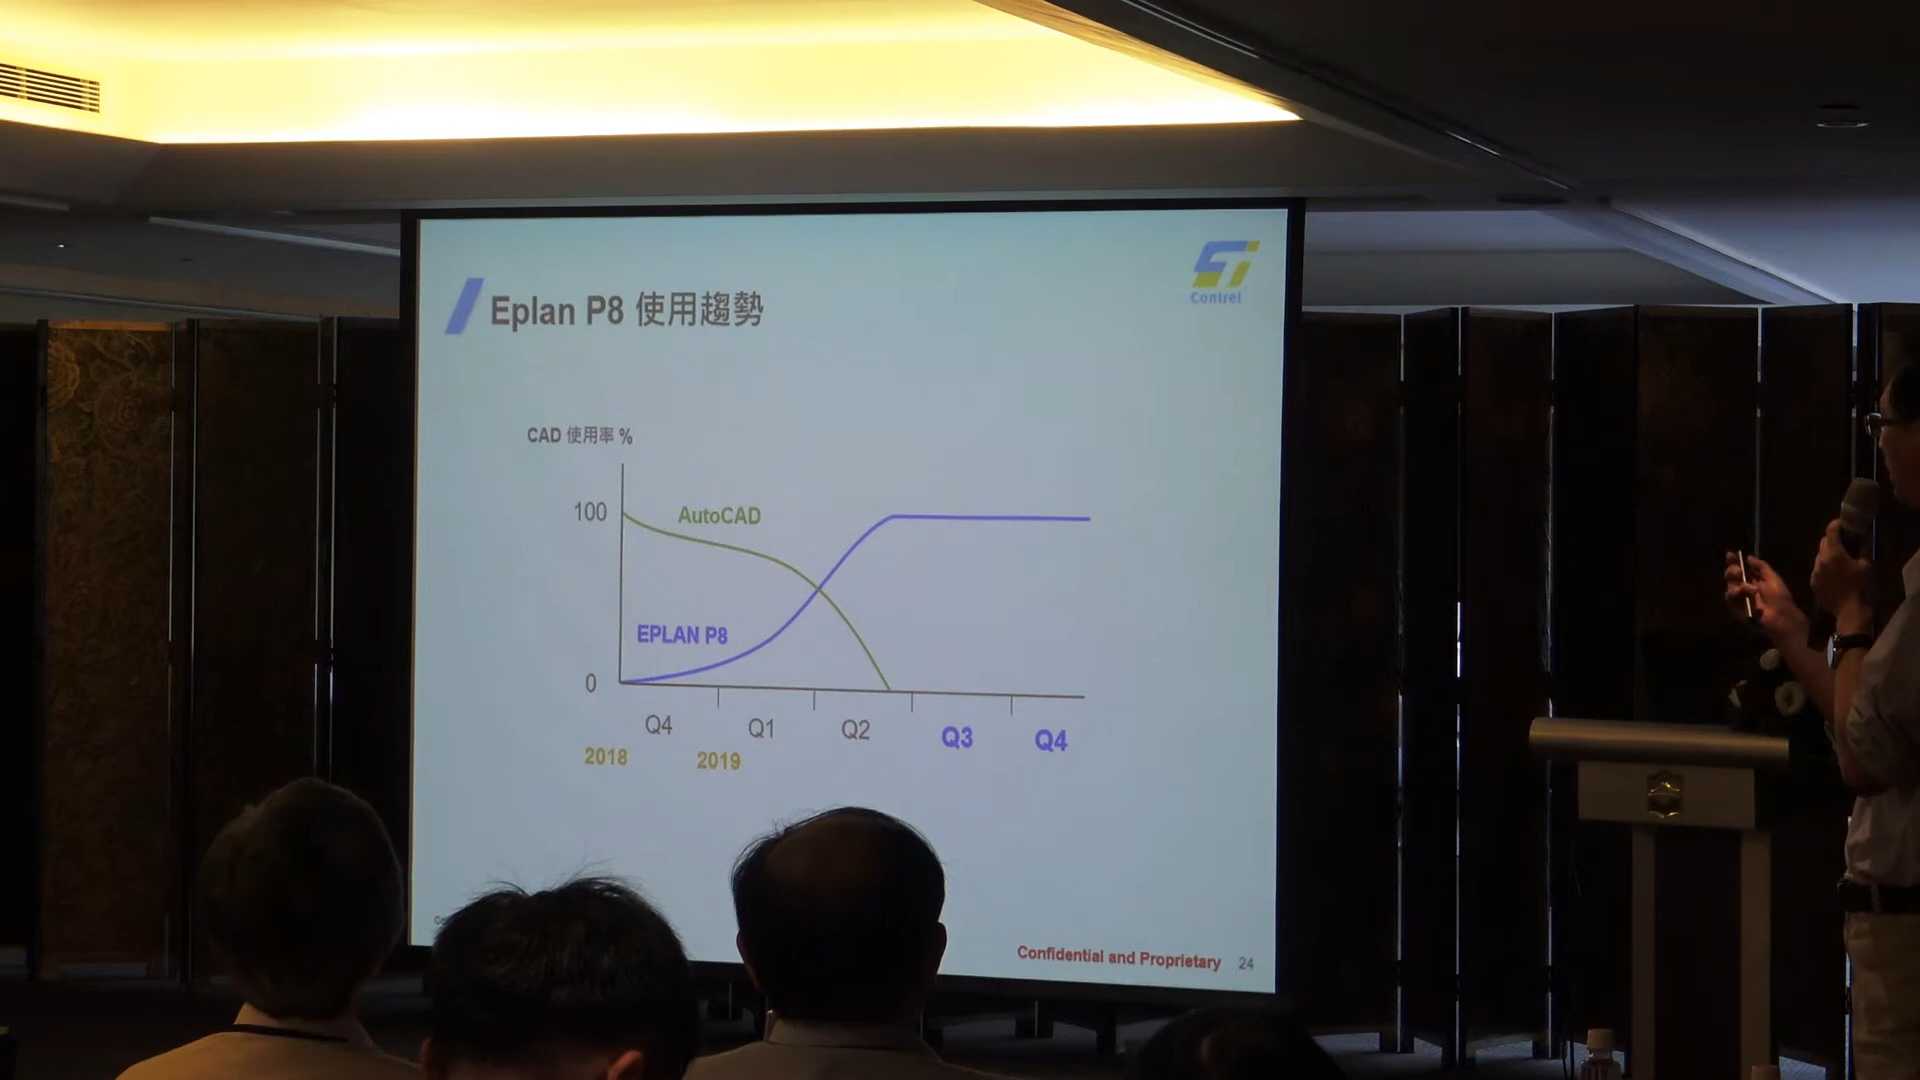 Contrel
Eplan P8 使用趨勢
CAD 使用率 %
100
AutoCAD
EPLAN P8
0
Q4
Q1
Q2
Q3
Q4
2018
2019
Confidential and Proprietary
24